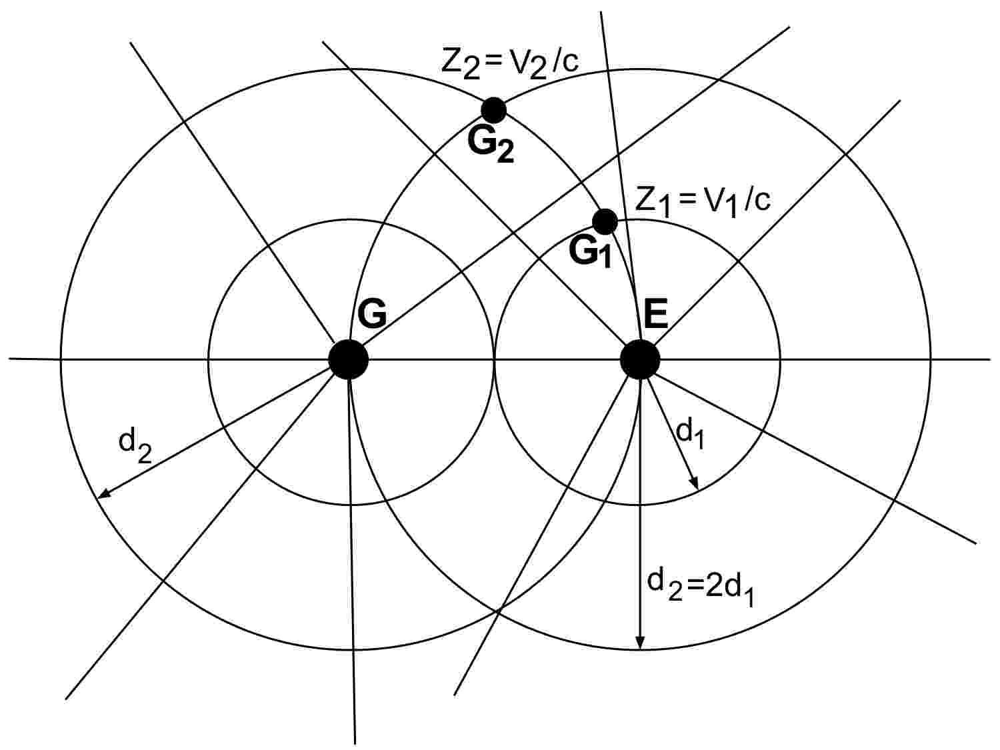 Z2=V2/c
G2
Z1=V1/c
G1
G
E
d2
d1
d2=2d1